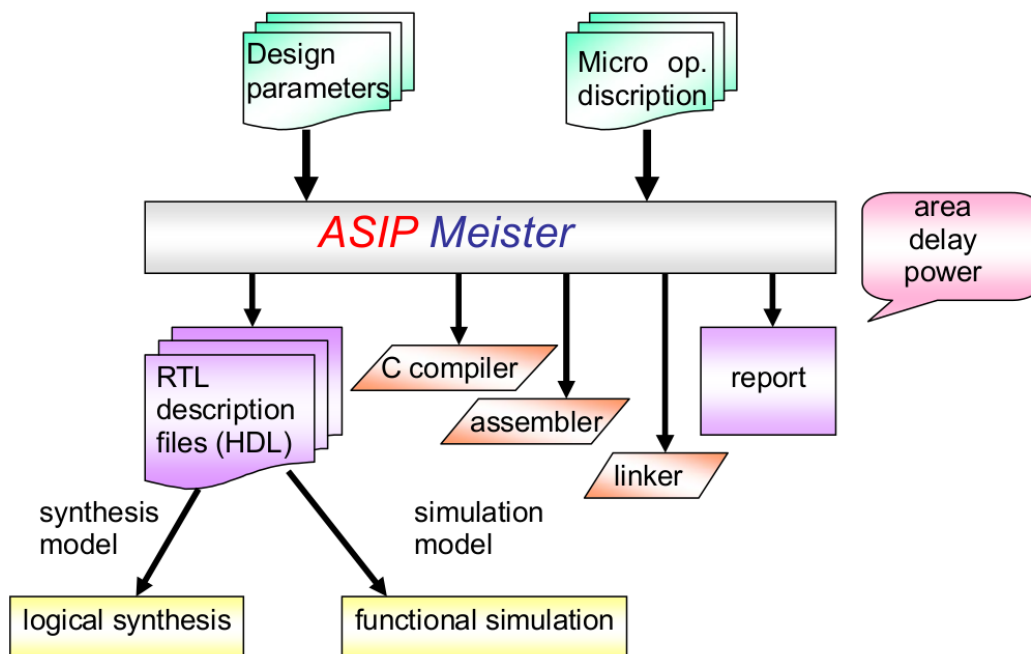 Design
parameters
Micro op.
discription
ASIP Meister
area
delay
power
C compiler
RTL
description
files (HDL)
report
assembler
linker
synthesis
model
simulation
model
logical synthesis
functional simulation